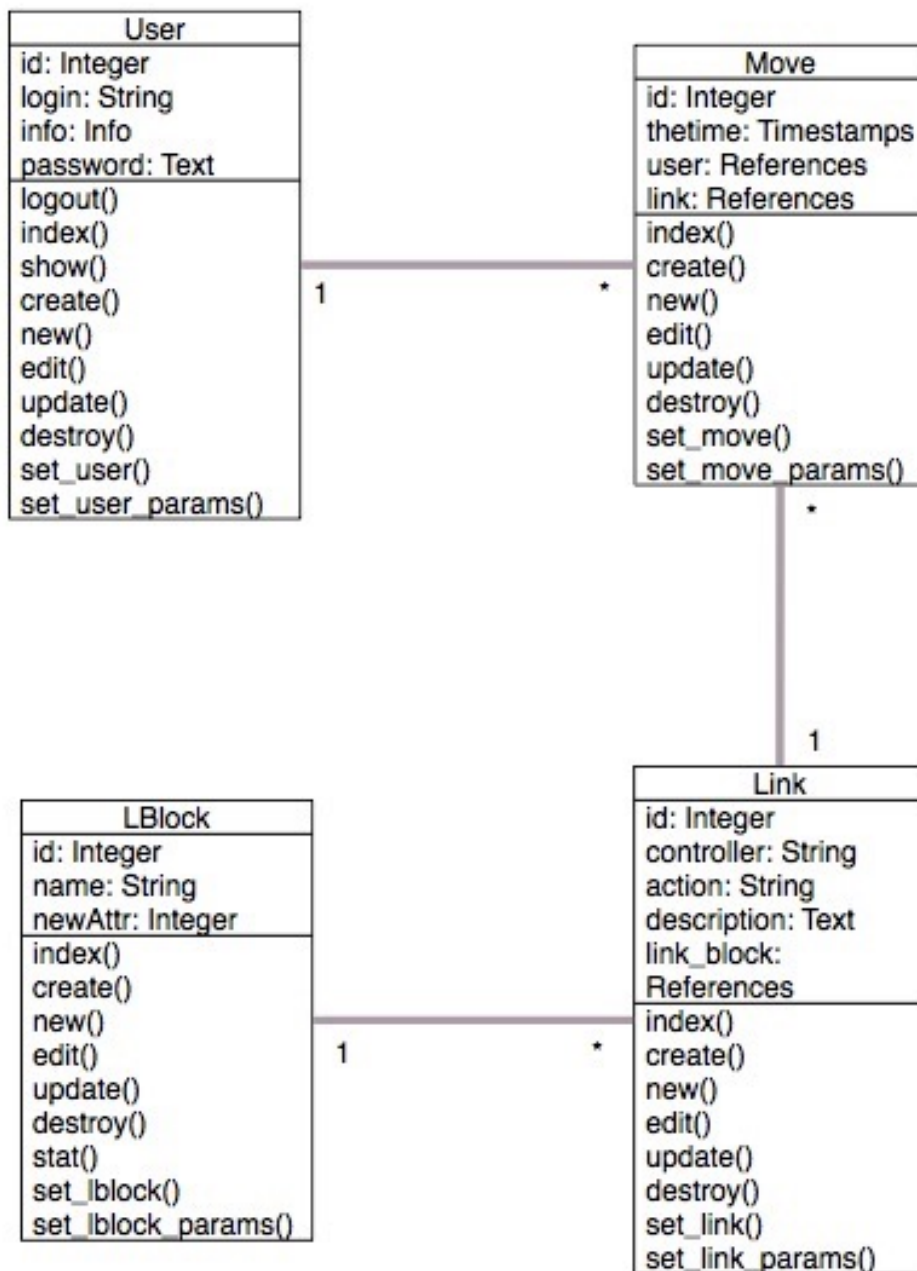 User
id: Integer
login: String
info: Info
password: Text
logout()
index()
show()
create()
new()
edit()
update()
destroy()
set_user()
set_user_params()
1
*
Move
id: Integer
thetime: Timestamps
user: References
link: References
index()
create()
new()
edit()
update()
destroy()
set_move()
set_move_params()
*
1
LBlock
id: Integer
name: String
newAttr: Integer
index()
create()
new()
edit()
update()
destroy()
stat()
set_lblock()
set_lblock_params()
1
*
Link
id: Integer
controller: String
action: String
description: Text
link_block:
References
index()
create()
new()
edit()
update()
destroy()
set_link()
set_link_params()